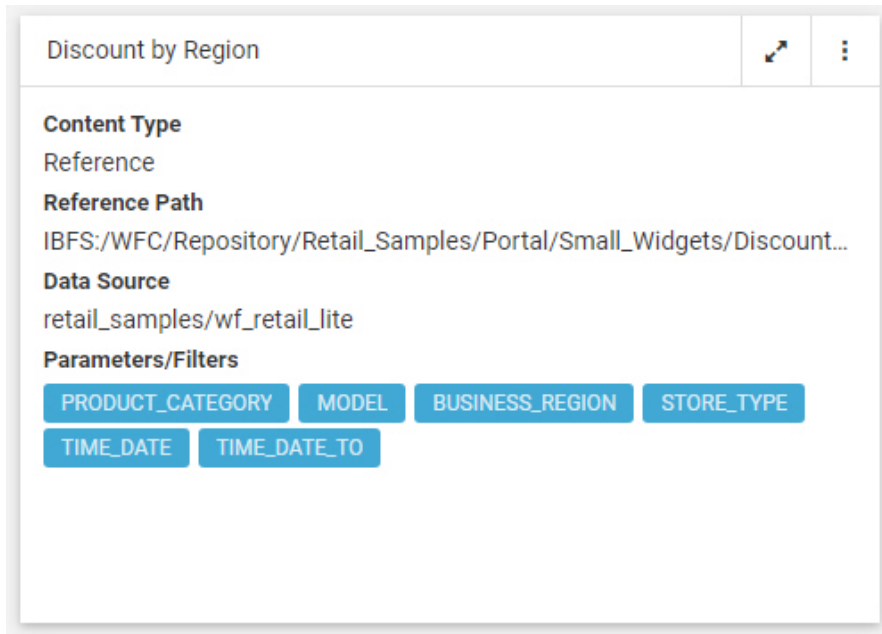 Discount by Region
Content Type
Reference
Reference Path
IBFS:/WFC/Repository/Retail_Samples/Portal/Small_Widgets/Discount...
Data Source
retail_samples/wf_retail_lite
Parameters/Filters
PRODUCT_CATEGORY MODEL BUSINESS_REGION STORE_TYPE
TIME_DATE TIME_DATE_TO